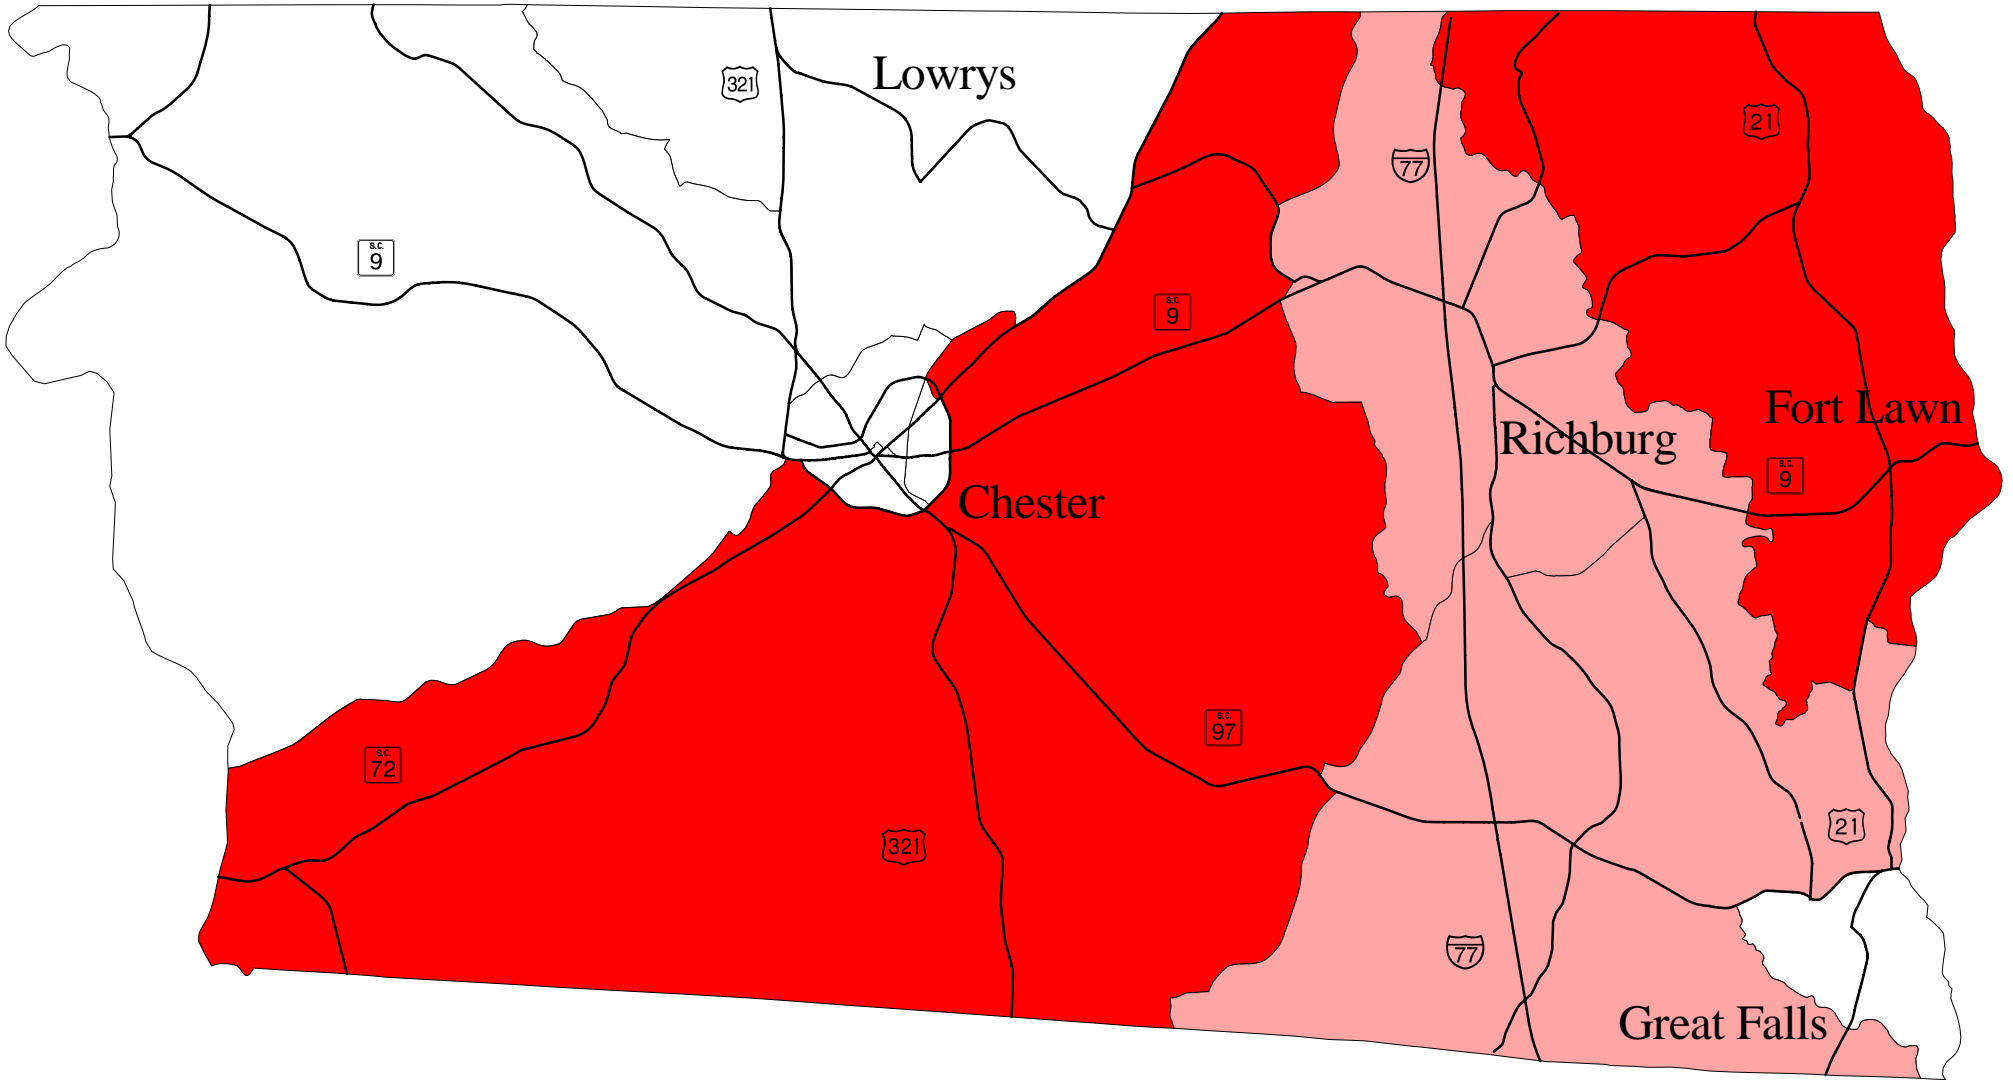 Lowrys
321
21
77
S.C.
9
S.C.
9
Fort Lawn
Richburg
S.C.
9
Chester
S.C.
97
S.C.
72
21
321
77
Great Falls